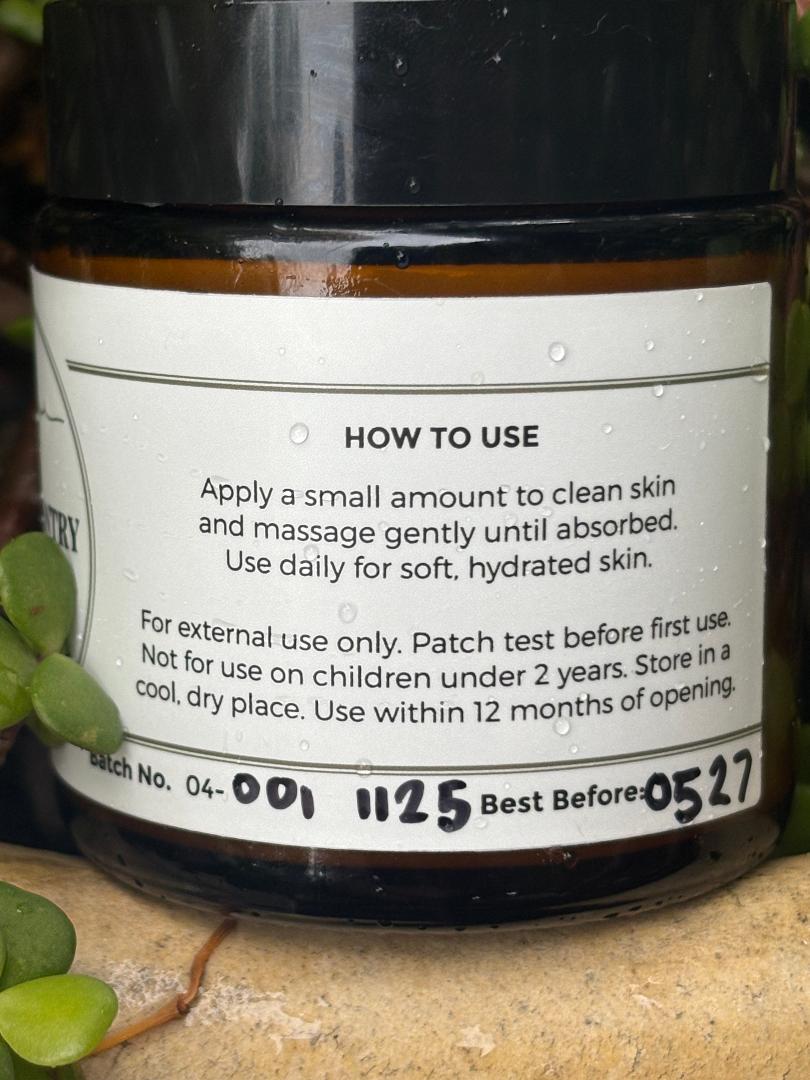 HOW TO USE
Apply a small amount to clean skin
and massage gently until absorbed.
Use daily for soft, hydrated skin.
For external use only. Patch test before first use.
Not for use on children under 2 years. Store in a
cool, dry place. Use within 12 months of opening.
Batch No. 04-001 1125 Best Before:0527